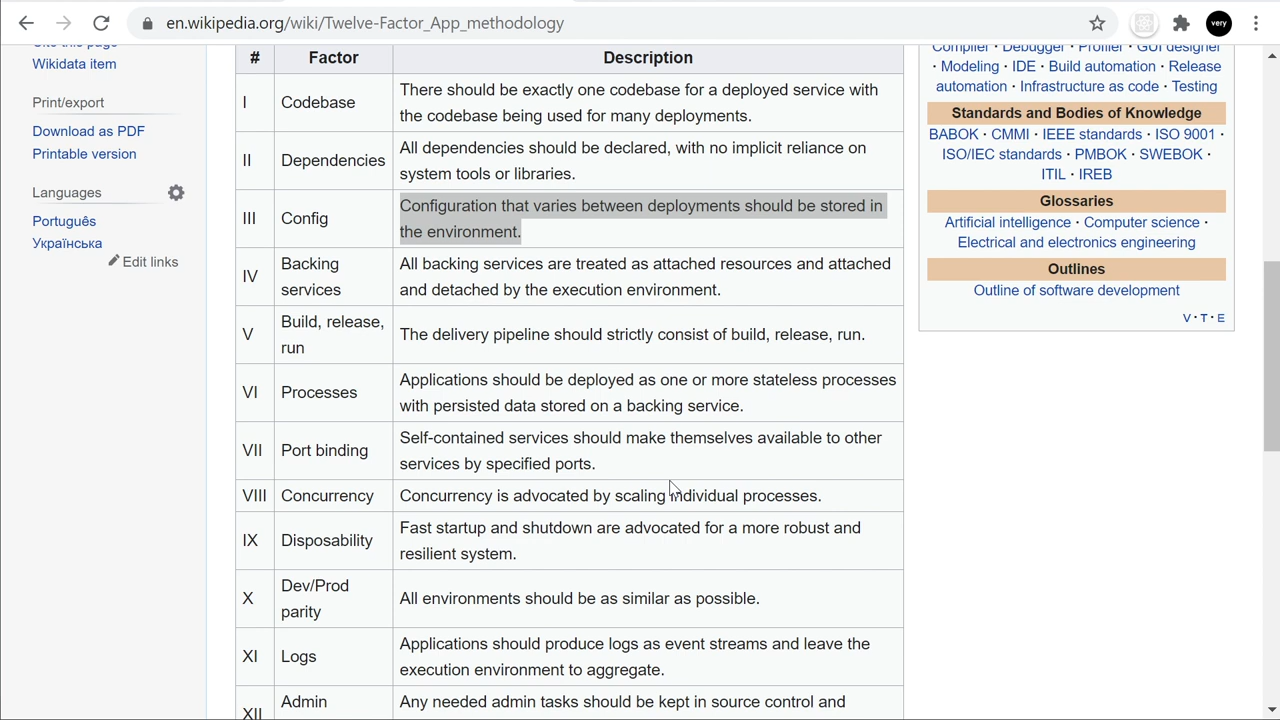 en.wikipedia.org/wiki/Twelve-Factor_App_methodology
very
Cite this page
Wikidata item
Print/export
Download as PDF
Printable version
Languages
Português
Українська
Edit links
# Factor Description
I Codebase There should be exactly one codebase for a deployed service with
the codebase being used for many deployments.
II Dependencies All dependencies should be declared, with no implicit reliance on
system tools or libraries.
III Config Configuration that varies between deployments should be stored in
the environment.
IV Backing
services All backing services are treated as attached resources and attached
and detached by the execution environment.
V Build, release,
run The delivery pipeline should strictly consist of build, release, run.
VI Processes Applications should be deployed as one or more stateless processes
with persisted data stored on a backing service.
VII Port binding Self-contained services should make themselves available to other
services by specified ports.
VIII Concurrency Concurrency is advocated by scaling individual processes.
IX Disposability Fast startup and shutdown are advocated for a more robust and
resilient system.
X Dev/Prod
parity All environments should be as similar as possible.
XI Logs Applications should produce logs as event streams and leave the
execution environment to aggregate.
XII Admin Any needed admin tasks should be kept in source control and
Compiler · Debugger · Profiler · GUI designer
· Modeling · IDE · Build automation · Release
automation · Infrastructure as code · Testing
Standards and Bodies of Knowledge
BABOK · CMMI · IEEE standards · ISO 9001 ·
ISO/IEC standards · PMBOK · SWEBOK ·
ITIL · IREB
Glossaries
Artificial intelligence · Computer science ·
Electrical and electronics engineering
Outlines
Outline of software development
V · T · E